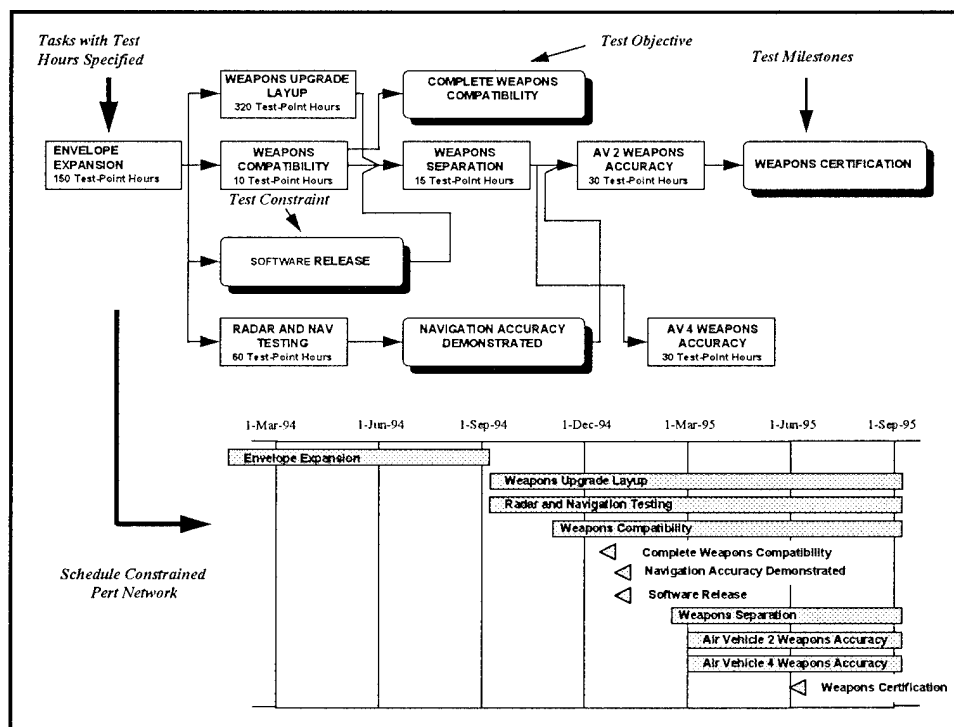 Tasks with Test
Hours Specified
Test Objective
Test Milestones
WEAPONS UPGRADE
LAYUP
320 Test-Point Hours
COMPLETE WEAPONS
COMPATIBILITY
ENVELOPE
EXPANSION
150 Test-Point Hours
WEAPONS
COMPATIBILITY
10 Test-Point Hours
WEAPONS
SEPARATION
15 Test-Point Hours
AV 2 WEAPONS
ACCURACY
30 Test-Point Hours
WEAPONS CERTIFICATION
Test Constraint
SOFTWARE RELEASE
RADAR AND NAV
TESTING
60 Test-Point Hours
NAVIGATION ACCURACY
DEMONSTRATED
AV 4 WEAPONS
ACCURACY
30 Test-Point Hours
1-Mar-94 1-Jun-94 1-Sep-94 1-Dec-94 1-Mar-95 1-Jun-95 1-Sep-95
Envelope Expansion
Weapons Upgrade Layup
Radar and Navigation Testing
Weapons Compatibility
Complete Weapons Compatibility
Navigation Accuracy Demonstrated
Schedule Constrained
Pert Network
Software Release
Weapons Separation
Air Vehicle 2 Weapons Accuracy
Air Vehicle 4 Weapons Accuracy
Weapons Certification